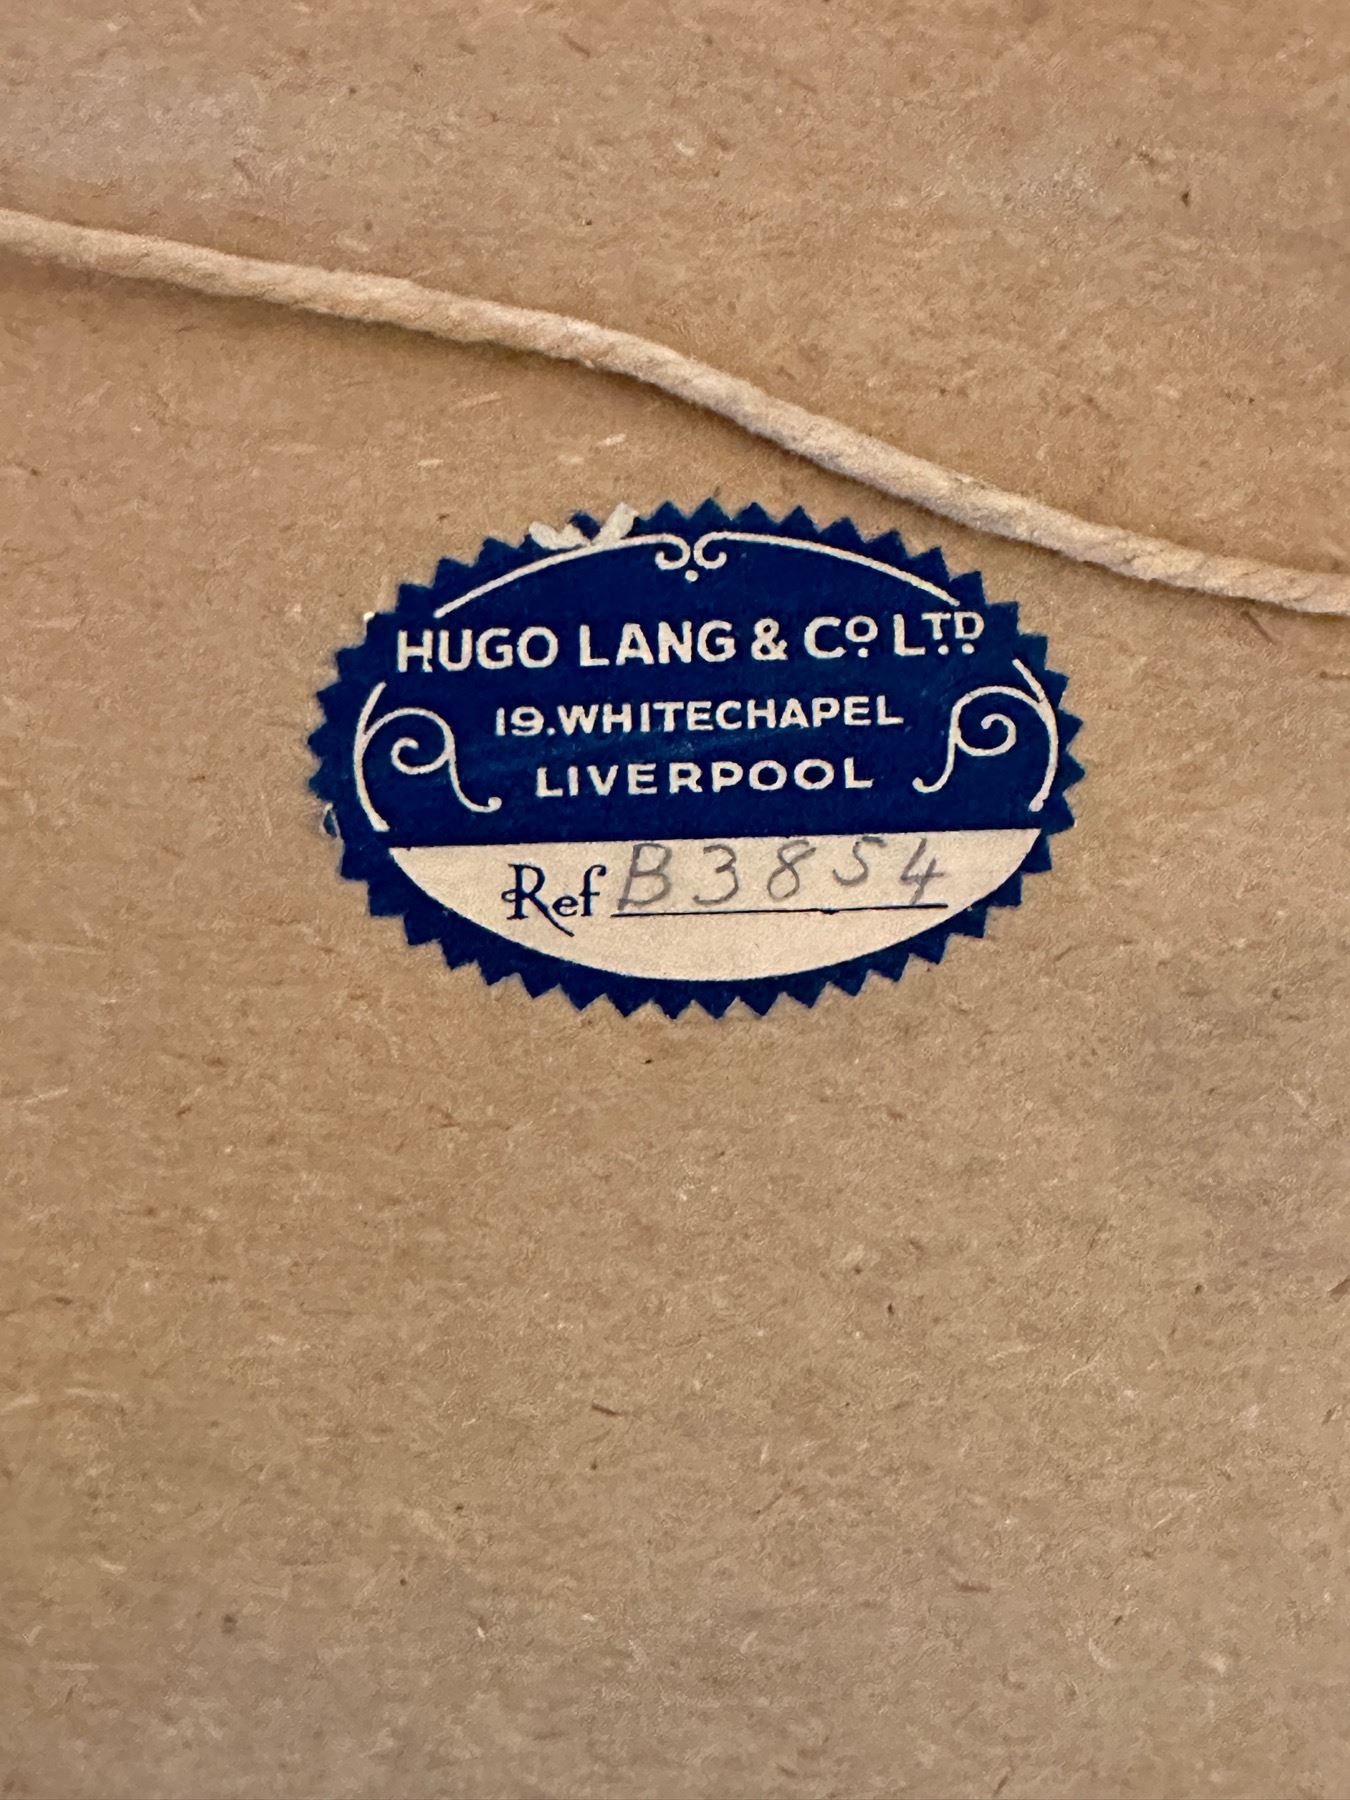 HUGO LANG & Cº LTD
19.WHITECHAPEL
LIVERPOOL
Ref B3854